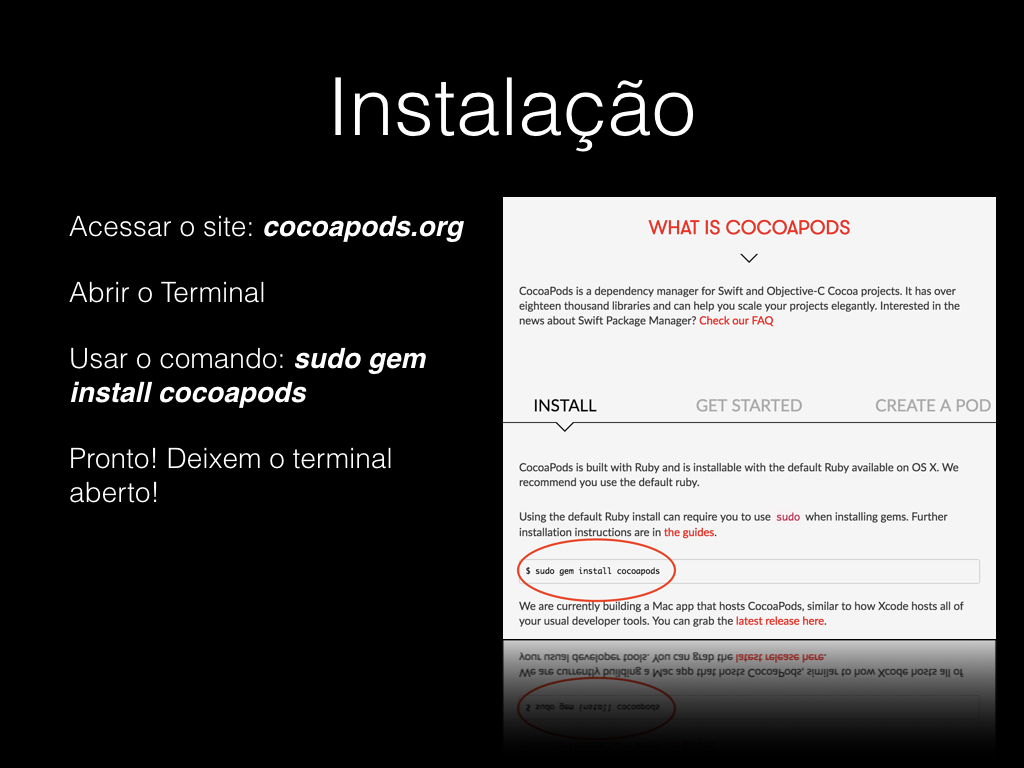 Instalação
Acessar o site: cocoapods.org
Abrir o Terminal
Usar o comando: sudo gem
install cocoapods
Pronto! Deixem o terminal
aberto!
WHAT IS COCOAPODS
CocoaPods is a dependency manager for Swift and Objective-C Cocoa projects. It has over
eighteen thousand libraries and can help you scale your projects elegantly. Interested in the
news about Swift Package Manager? Check our FAQ
INSTALL GET STARTED CREATE A POD
CocoaPods is built with Ruby and is installable with the default Ruby available on OS X. We
recommend you use the default ruby.
Using the default Ruby install can require you to use sudo when installing gems. Further
installation instructions are in the guides.
$ sudo gem install cocoapods
We are currently building a Mac app that hosts CocoaPods, similar to how Xcode hosts all of
your usual developer tools. You can grab the latest release here.